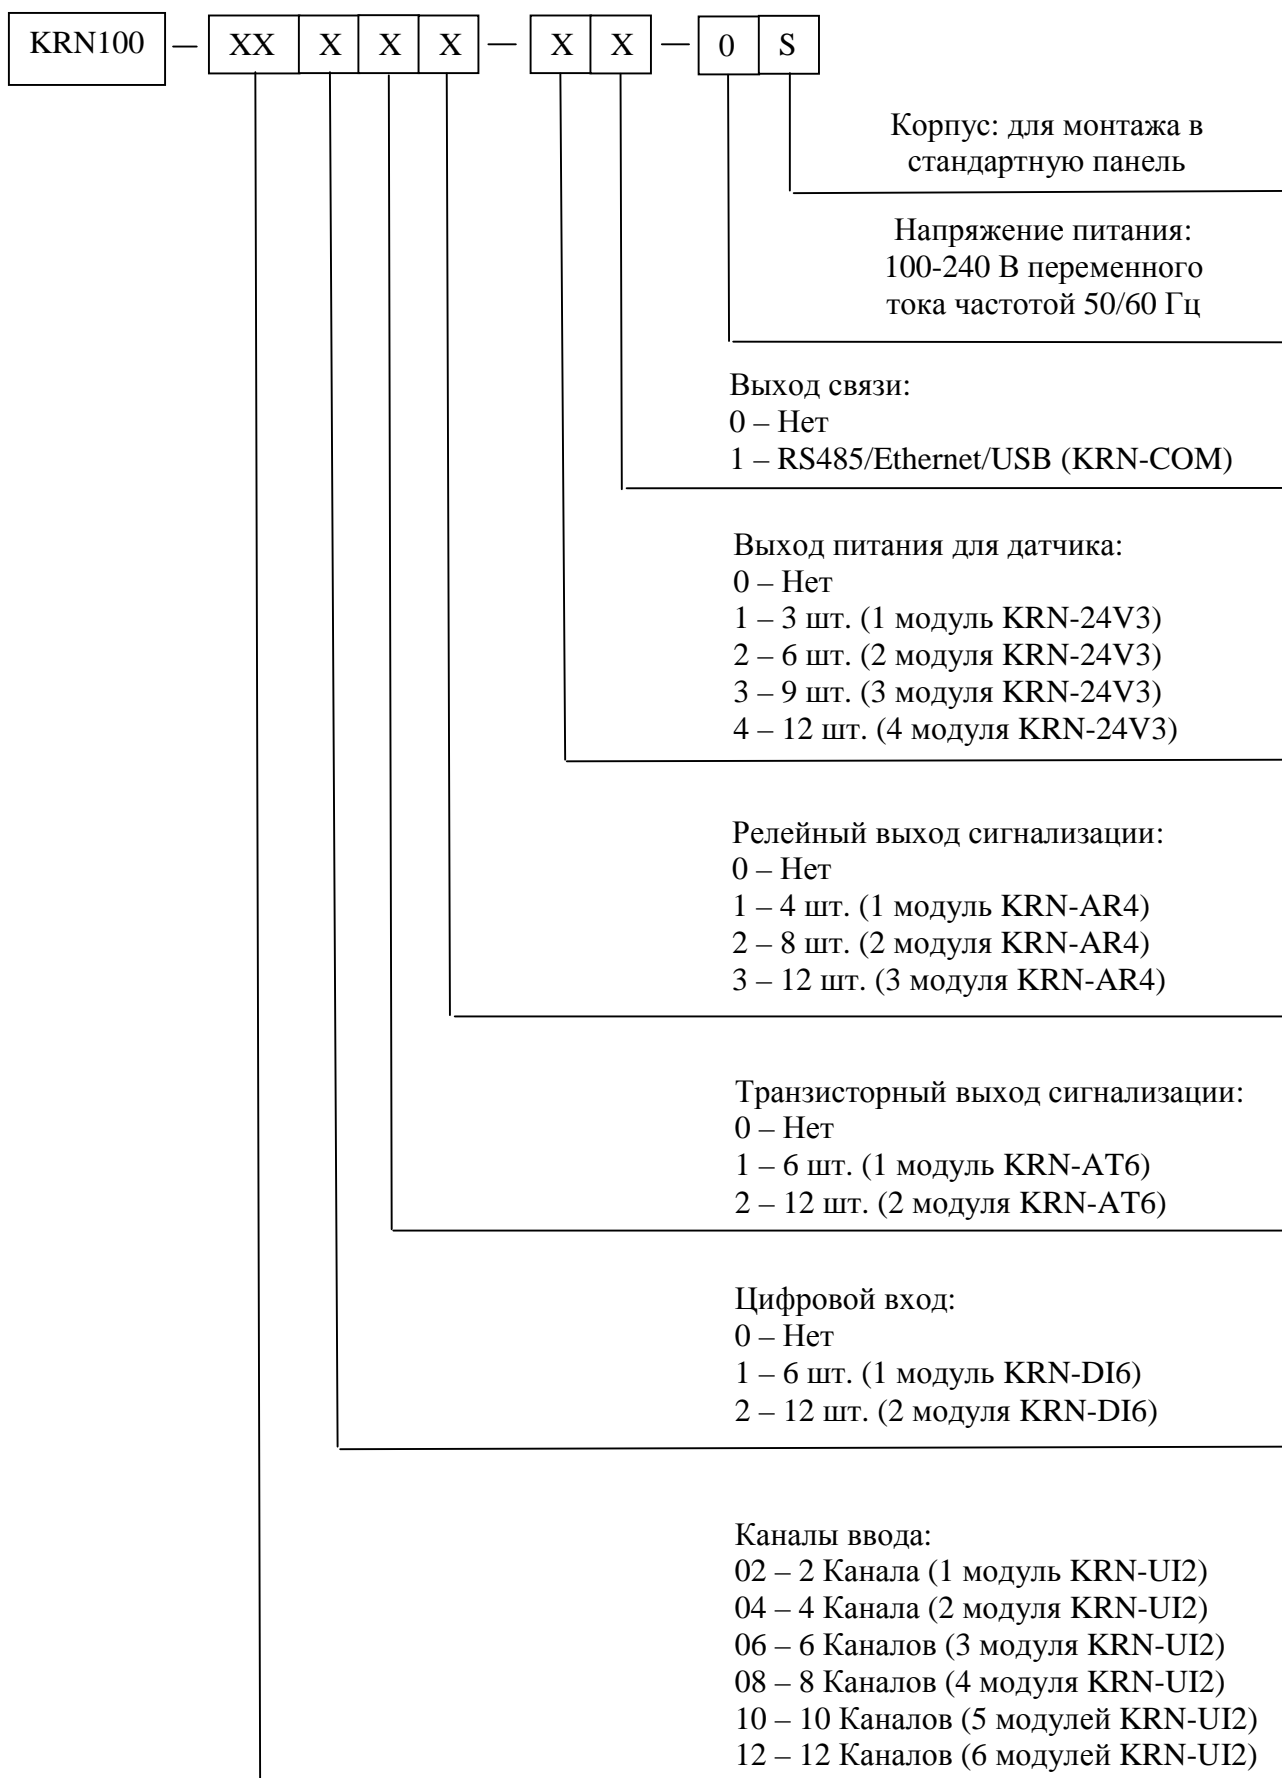 KRN100 — XX X X X — X X — 0 S
Корпус: для монтажа в
стандартную панель
Напряжение питания:
100-240 В переменного
тока частотой 50/60 Гц
Выход связи:
0 – Нет
1 – RS485/Ethernet/USB (KRN-COM)
Выход питания для датчика:
0 – Нет
1 – 3 шт. (1 модуль KRN-24V3)
2 – 6 шт. (2 модуля KRN-24V3)
3 – 9 шт. (3 модуля KRN-24V3)
4 – 12 шт. (4 модуля KRN-24V3)
Релейный выход сигнализации:
0 – Нет
1 – 4 шт. (1 модуль KRN-AR4)
2 – 8 шт. (2 модуля KRN-AR4)
3 – 12 шт. (3 модуля KRN-AR4)
Транзисторный выход сигнализации:
0 – Нет
1 – 6 шт. (1 модуль KRN-AT6)
2 – 12 шт. (2 модуля KRN-AT6)
Цифровой вход:
0 – Нет
1 – 6 шт. (1 модуль KRN-DI6)
2 – 12 шт. (2 модуля KRN-DI6)
Каналы ввода:
02 – 2 Канала (1 модуль KRN-UI2)
04 – 4 Канала (2 модуля KRN-UI2)
06 – 6 Каналов (3 модуля KRN-UI2)
08 – 8 Каналов (4 модуля KRN-UI2)
10 – 10 Каналов (5 модулей KRN-UI2)
12 – 12 Каналов (6 модулей KRN-UI2)